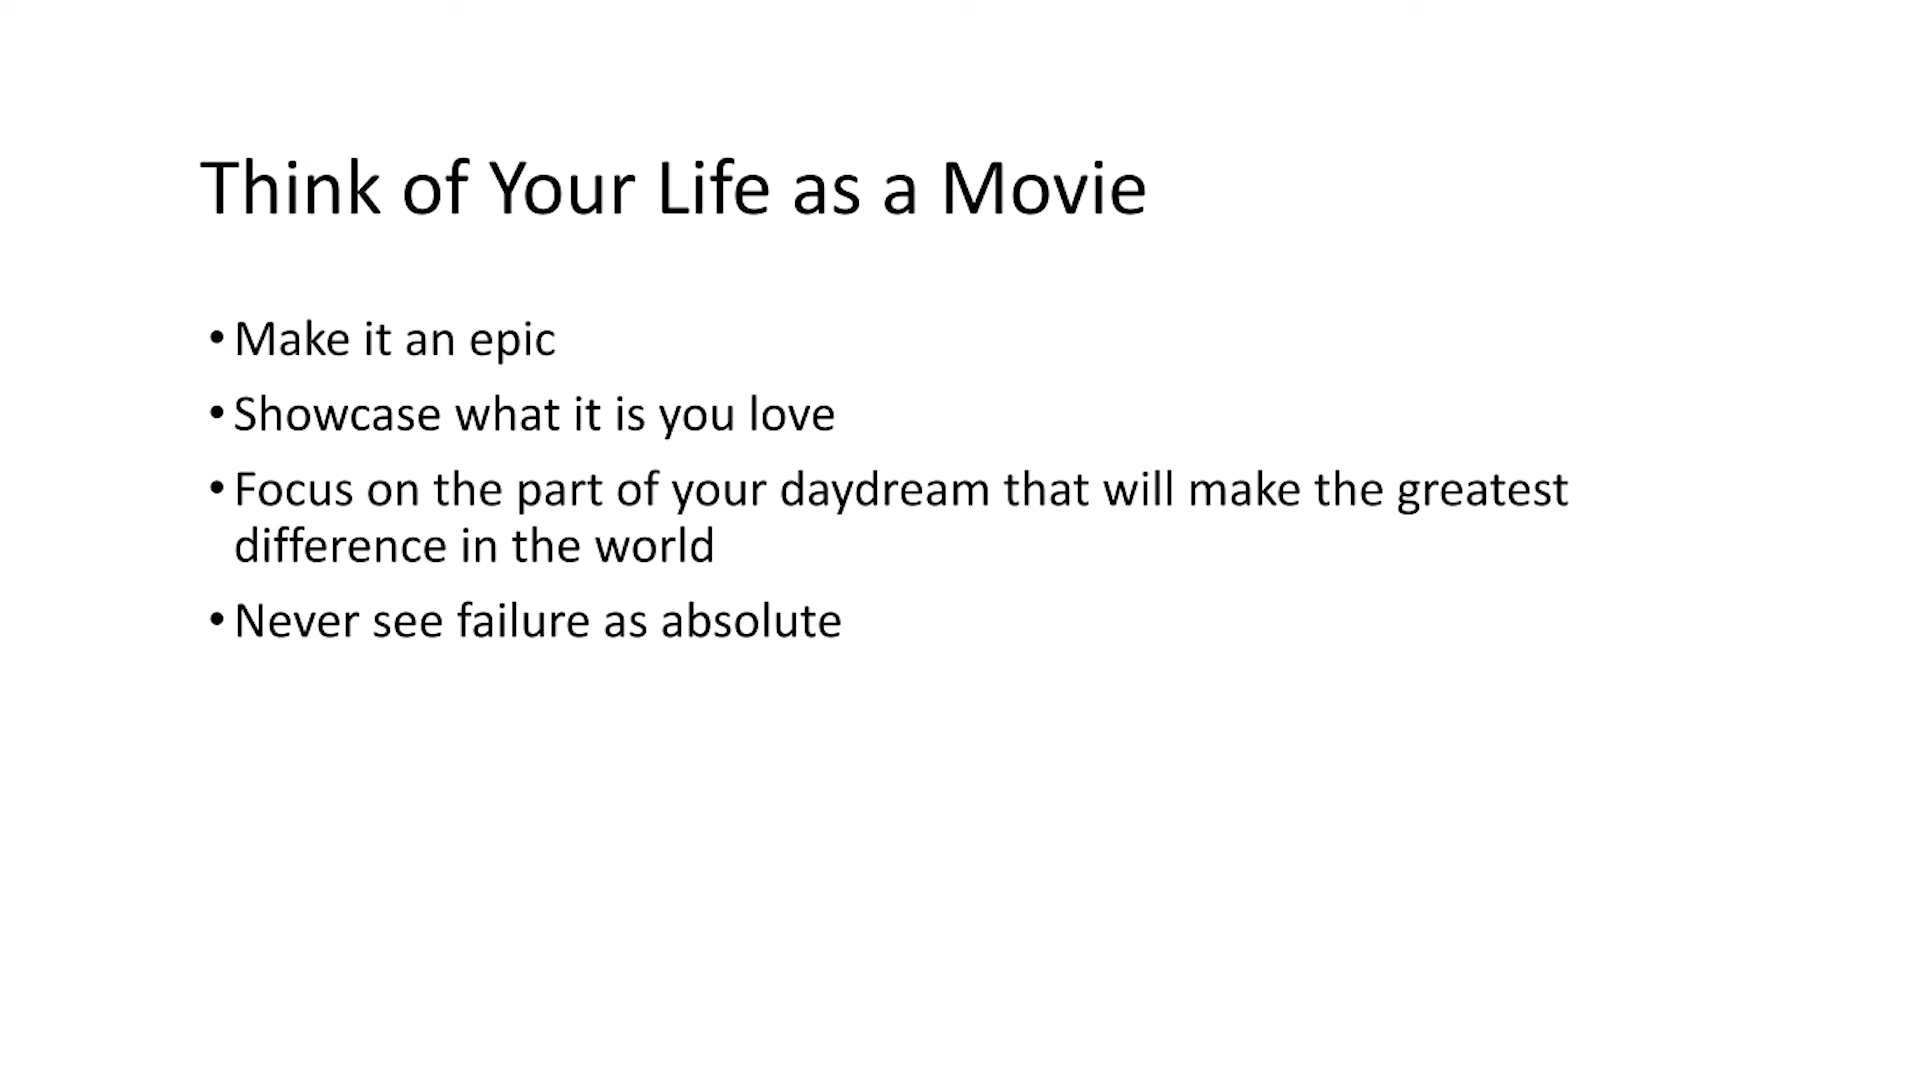 Think of Your Life as a Movie
• Make it an epic
• Showcase what it is you love
• Focus on the part of your daydream that will make the greatest
difference in the world
• Never see failure as absolute